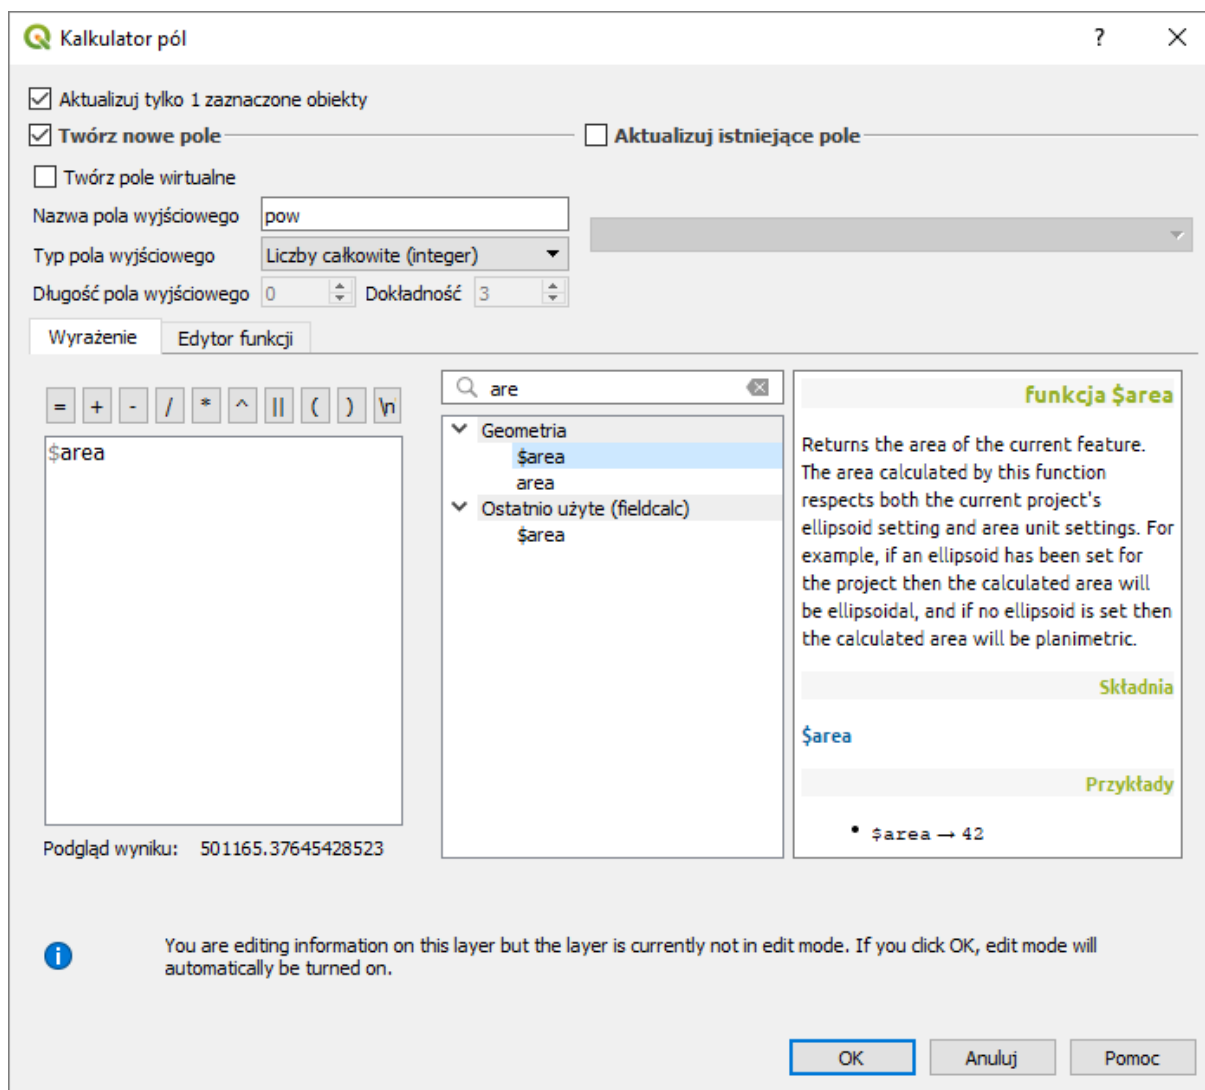 Kalkulator pól
?
Aktualizuj tylko 1 zaznaczone obiekty
Twórz nowe pole
Aktualizuj istniejące pole
Twórz pole wirtualne
Nazwa pola wyjściowego pow
Typ pola wyjściowego Liczby całkowite (integer)
Długość pola wyjściowego 0 Dokładność 3
Wyrażenie Edytor funkcji
= + - / * ^ || ( ) \n
$area
Podgląd wyniku: 501165.37645428523
are
Geometria
$area
area
Ostatnio użyte (fieldcalc)
$area
funkcja $area
Returns the area of the current feature.
The area calculated by this function
respects both the current project's
ellipsoid setting and area unit settings. For
example, if an ellipsoid has been set for
the project then the calculated area will
be ellipsoidal, and if no ellipsoid is set then
the calculated area will be planimetric.
Składnia
$area
Przykłady
• $area → 42
You are editing information on this layer but the layer is currently not in edit mode. If you click OK, edit mode will
automatically be turned on.
OK Anuluj Pomoc